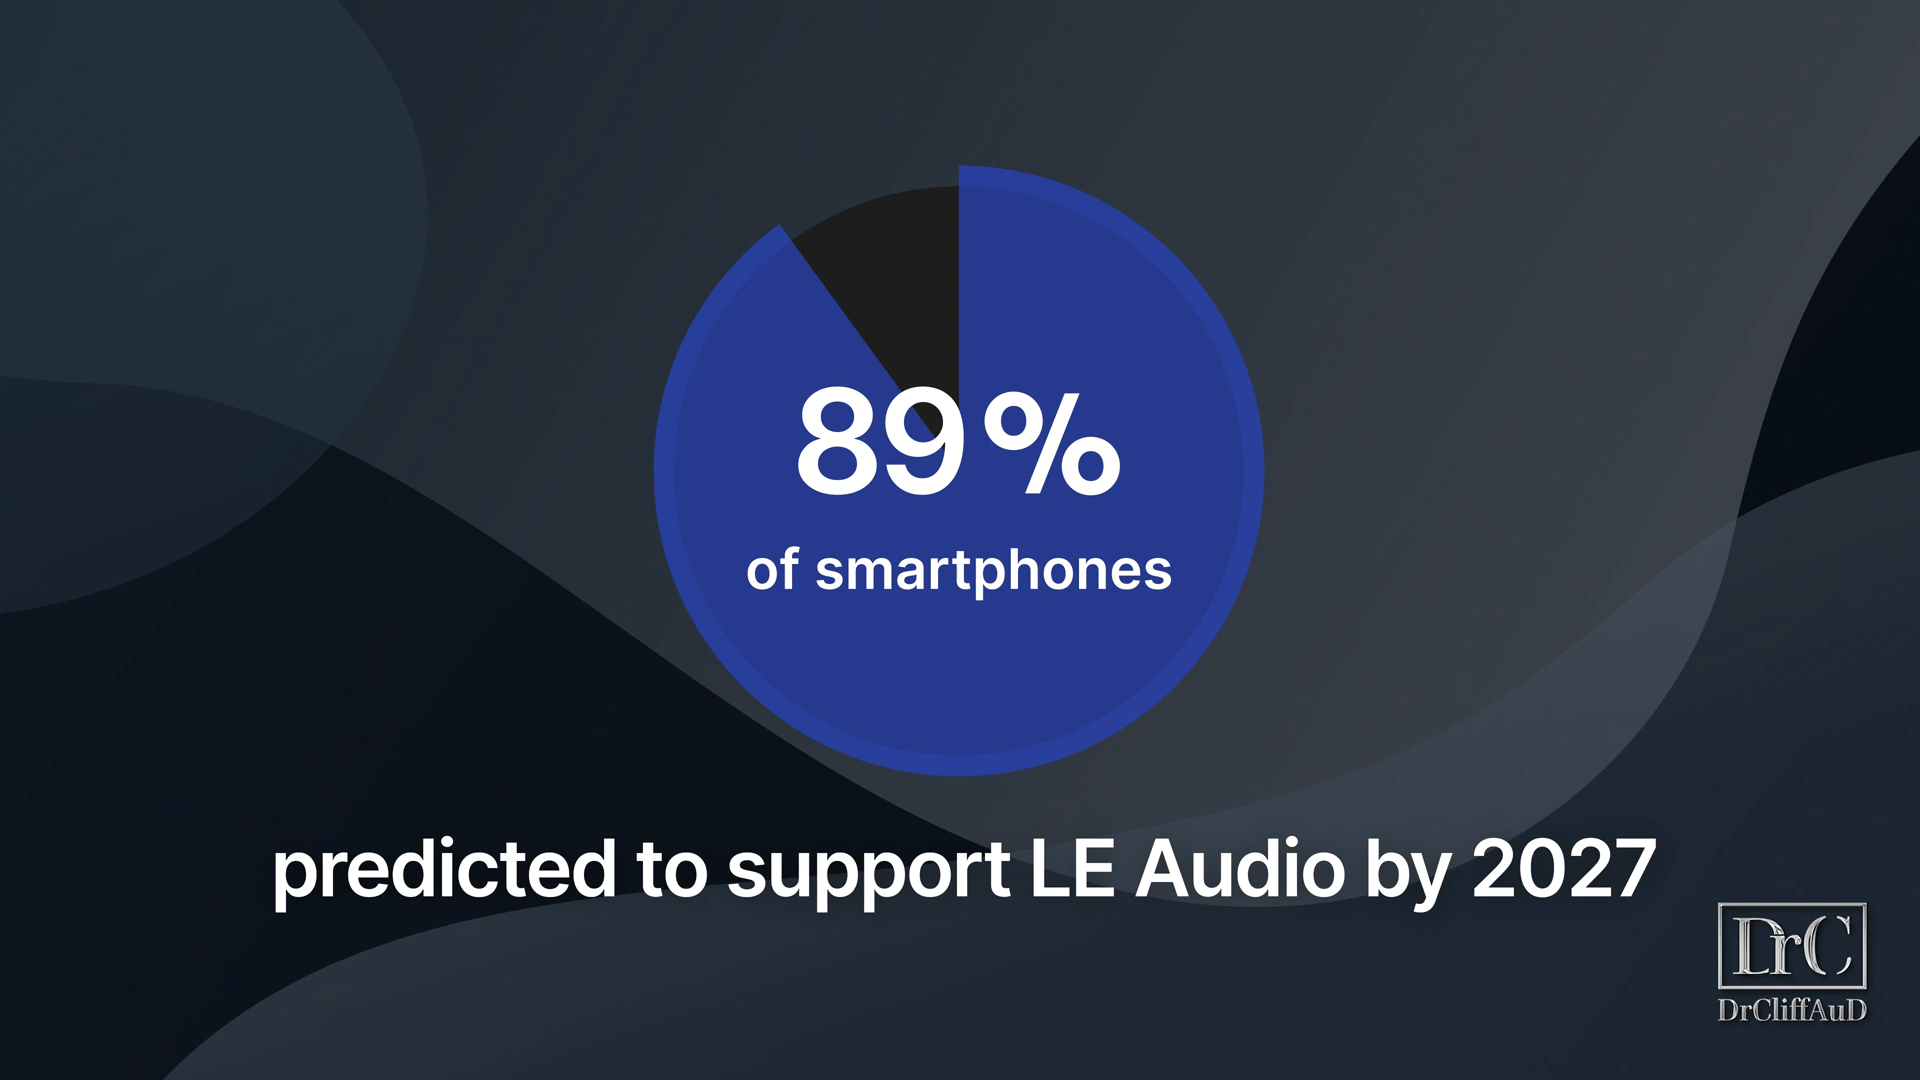 89%
of smartphones
predicted to support LE Audio by 2027
DrC
DrCliffAuD